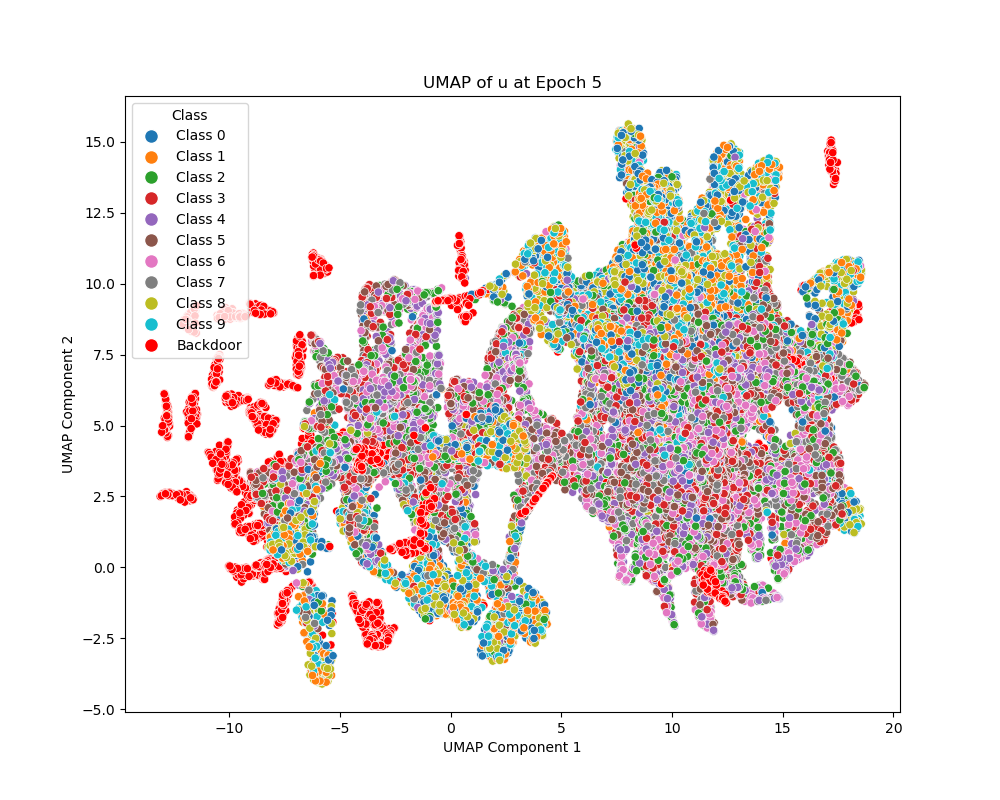 UMAP of u at Epoch 5
Class
Class 0
Class 1
Class 2
Class 3
Class 4
Class 5
Class 6
Class 7
Class 8
Class 9
Backdoor
15.0
12.5
10.0
7.5
5.0
2.5
0.0
−2.5
−5.0
UMAP Component 2
−10
−5
0
5
10
15
20
UMAP Component 1